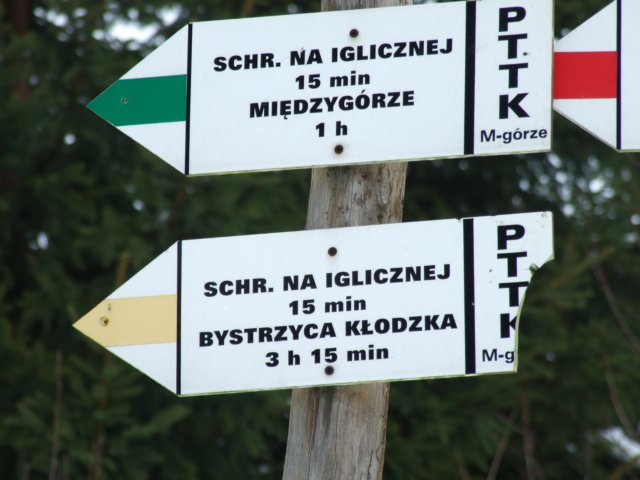 SCHR. NA IGLICZNEJ
15 min
MIĘDZYGÓRZE
1 h
PTTK
M-górze
SCHR. NA IGLICZNEJ
15 min
BYSTRZYCA KŁODZKA
3 h 15 min
PTTK
M-g